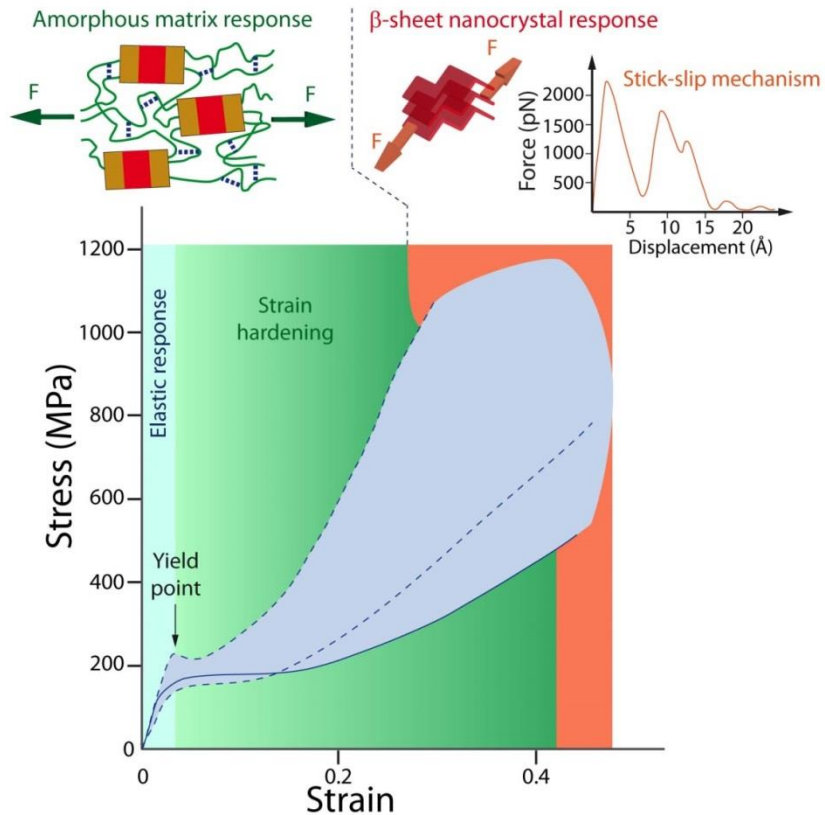 Amorphous matrix response
β-sheet nanocrystal response
F
F
F
F
Stick-slip mechanism
Force (pN)
2000
1500
1000
500
5
10
15
20
Displacement (Å)
Stress (MPa)
1200
1000
800
600
400
200
0
Elastic response
Strain
hardening
Yield
point
0
0.2
0.4
Strain